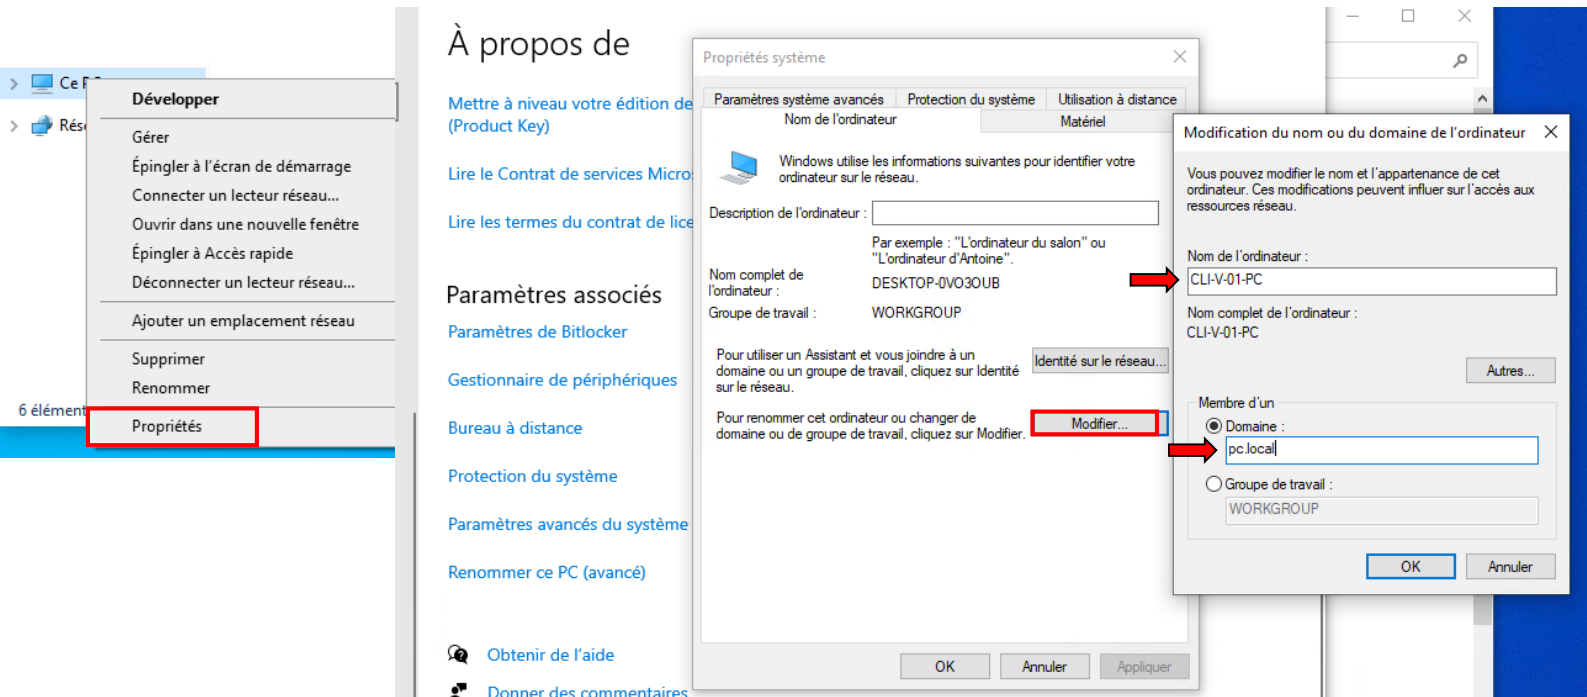 Ce
Développer
Rés
Gérer
Épingler à l'écran de démarrage
Connecter un lecteur réseau...
Ouvrir dans une nouvelle fenêtre
Épingler à Accès rapide
Déconnecter un lecteur réseau...
Ajouter un emplacement réseau
Supprimer
Renommer
6 élément
Propriétés
À propos de
Mettre à niveau votre édition de
(Product Key)
Lire le Contrat de services Micro
Lire les termes du contrat de lice
Paramètres associés
Paramètres de Bitlocker
Gestionnaire de périphériques
Bureau à distance
Protection du système
Paramètres avancés du système
Renommer ce PC (avancé)
Obtenir de l'aide
Donner des commentaires
Propriétés système
Paramètres système avancés
Protection du système
Utilisation à distance
Nom de l'ordinateur
Matériel
Windows utilise les informations suivantes pour identifier votre
ordinateur sur le réseau.
Description de l'ordinateur :
Par exemple : "L'ordinateur du salon" ou
"L'ordinateur d'Antoine".
Nom complet de
l'ordinateur :
DESKTOP-0VO3OUB
Groupe de travail :
WORKGROUP
Pour utiliser un Assistant et vous joindre à un
domaine ou un groupe de travail, cliquez sur Identité
sur le réseau.
Identité sur le réseau...
Pour renommer cet ordinateur ou changer de
domaine ou de groupe de travail, cliquez sur Modifier.
Modifier...
OK
Annuler
Appliquer
Modification du nom ou du domaine de l'ordinateur
Vous pouvez modifier le nom et l'appartenance de cet
ordinateur. Ces modifications peuvent influer sur l'accès aux
ressources réseau.
Nom de l'ordinateur :
CLI-V-01-PC
Nom complet de l'ordinateur :
CLI-V-01-PC
Autres...
Membre d'un
Domaine :
pc.local
Groupe de travail :
WORKGROUP
OK
Annuler